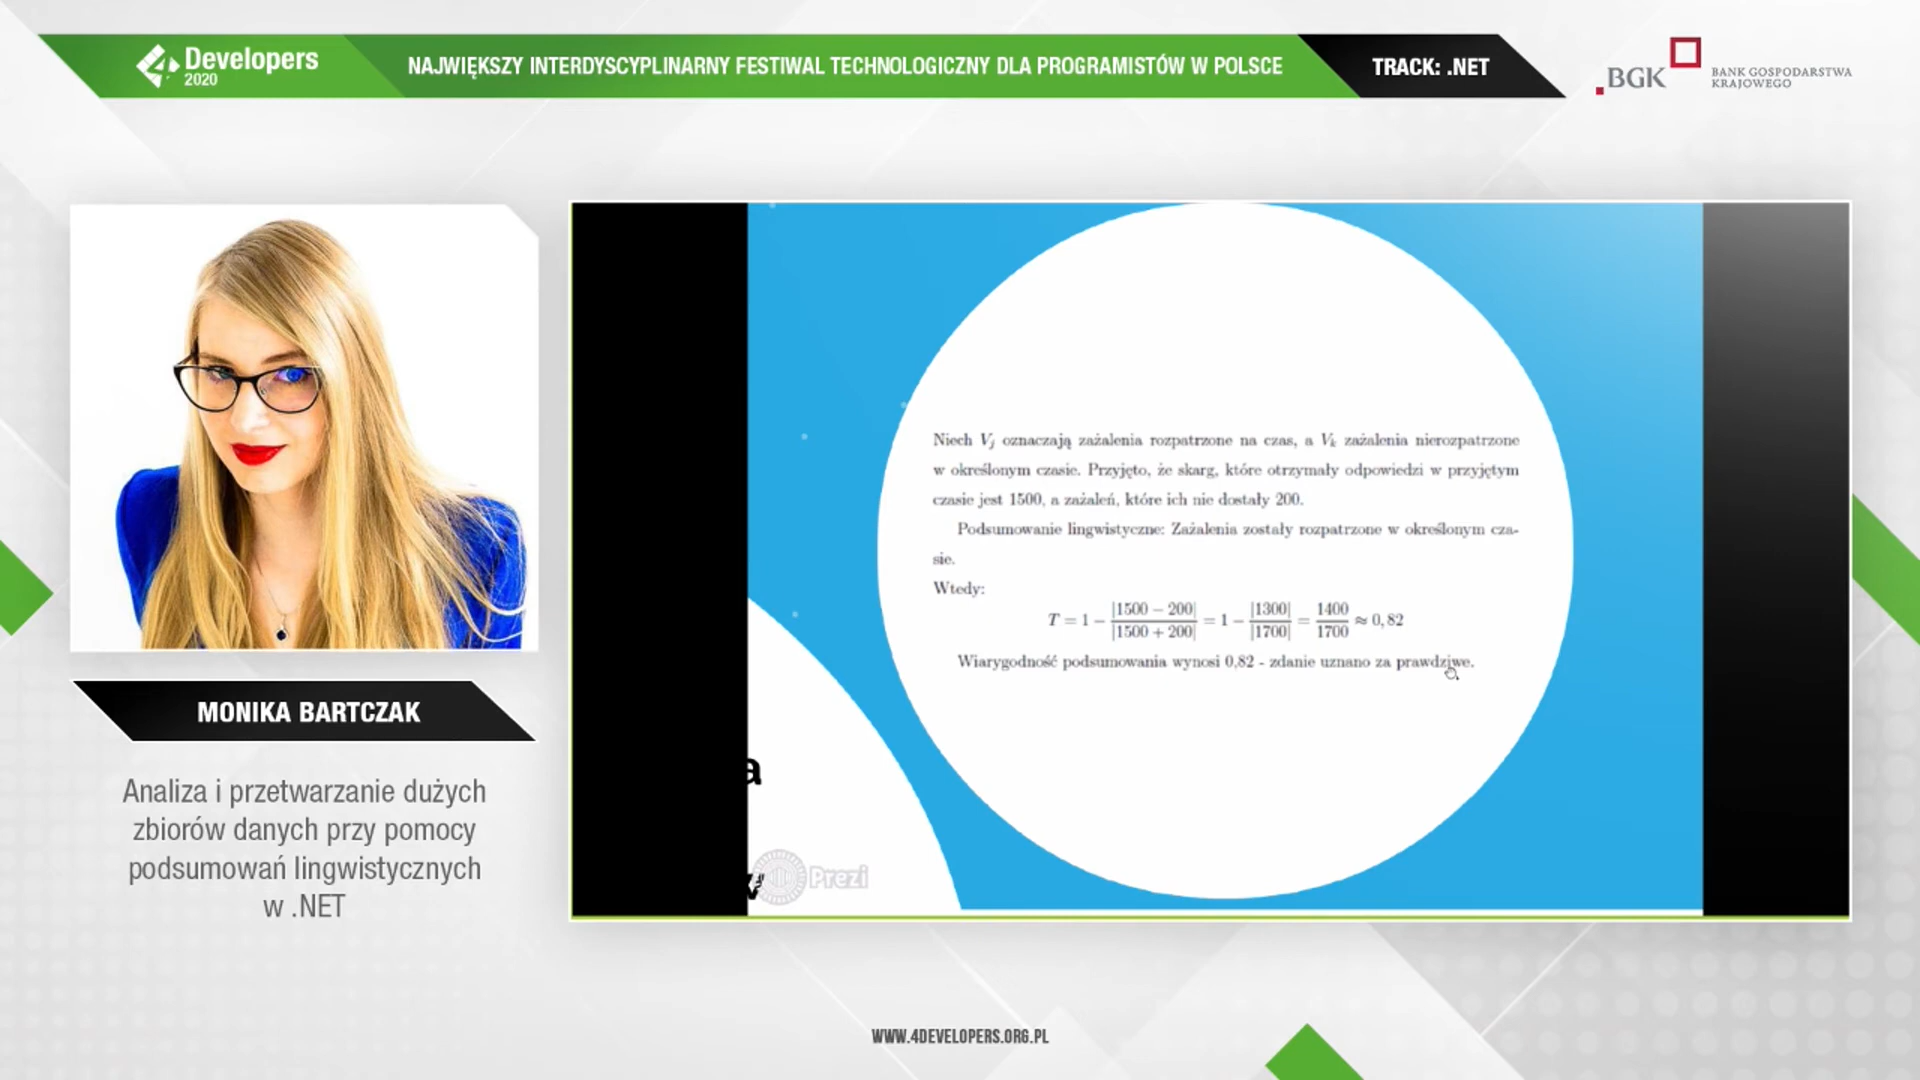 4 Developers
2020
NAJWIĘKSZY INTERDYSCYPLINARNY FESTIWAL TECHNOLOGICZNY DLA PROGRAMISTÓW W POLSCE
TRACK: .NET
BGK
BANK GOSPODARSTWA
KRAJOWEGO
Niech Vj oznaczają zażalenia rozpatrzone na czas, a Vk zażalenia nierozpatrzone
w określonym czasie. Przyjęto, że skarg, które otrzymały odpowiedzi w przyjętym
czasie jest 1500, a zażaleń, które ich nie dostały 200.
Podsumowanie lingwistyczne: Zażalenia zostały rozpatrzone w określonym cza-
sie.
Wtedy:
T = 1 − |1500 − 200| / |1500 + 200| = 1 − |1300| / |1700| = 1400 / 1700 ≈ 0,82
Wiarygodność podsumowania wynosi 0,82 - zdanie uznano za prawdziwe.
a
Prezi
MONIKA BARTCZAK
Analiza i przetwarzanie dużych
zbiorów danych przy pomocy
podsumowań lingwistycznych
w .NET
WWW.4DEVELOPERS.ORG.PL